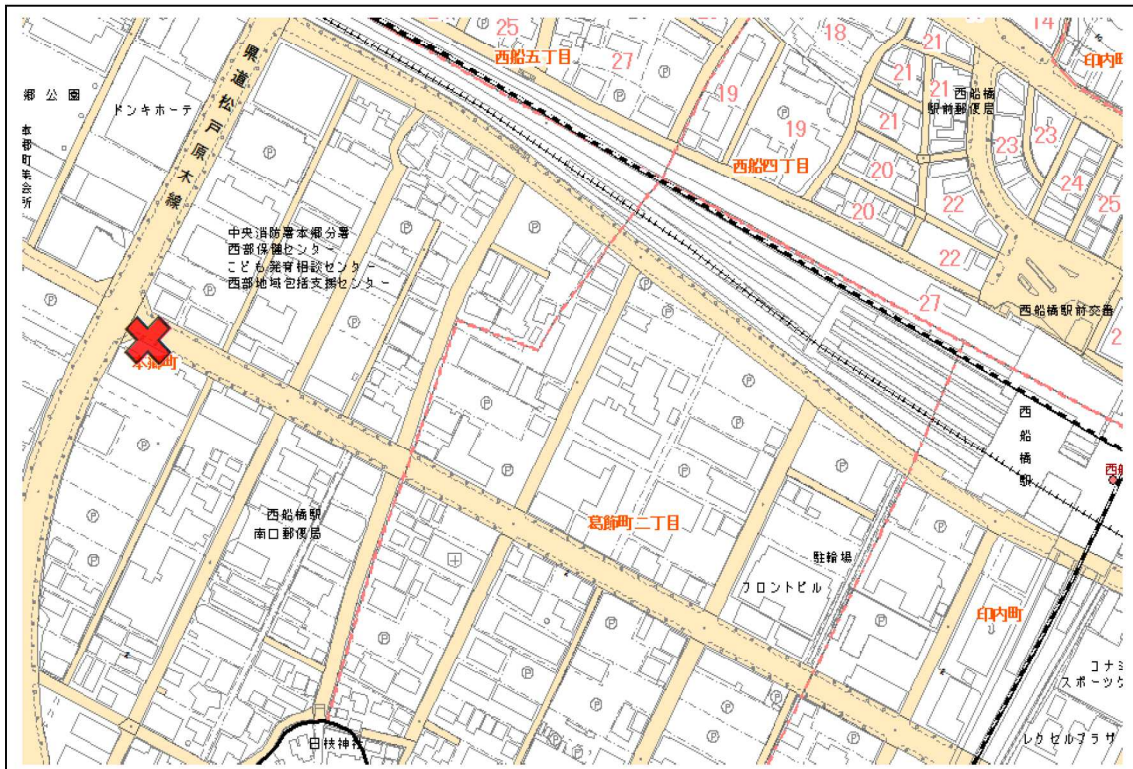 25
西船五丁目
27
19
19
18
21
21
21
21
14
西船橋
駅前郵便局
23
23
20
20
24
25
22
22
27
西船四丁目
県道松戸原木線
郷公園
ドンキホーテ
本郷町集会所
中央消防署本郷分署
西部保健センター
こども発育相談センター
西部地域包括支援センター
西船橋駅前交番
西船橋駅
西船橋駅
南口郵便局
葛飾町二丁目
駐輪場
フロントビル
印内町
日枝神社
レクセルプラザ